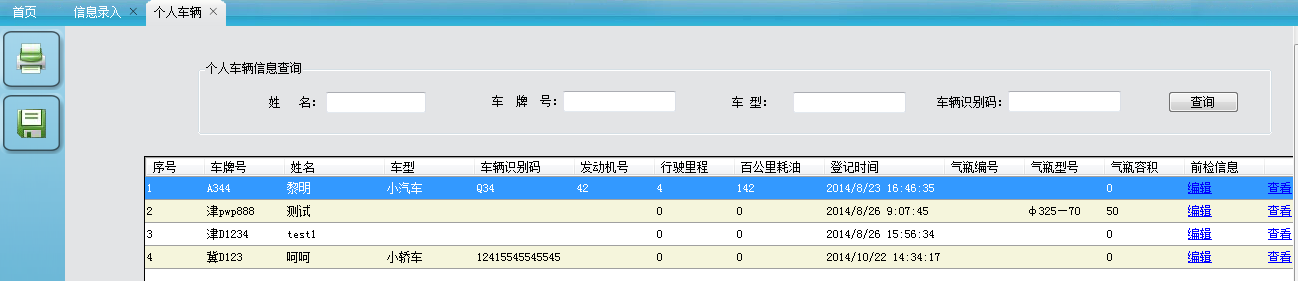 首页 信息录入 × 个人车辆 ×
个人车辆信息查询
姓 名： 车 牌 号： 车 型： 车辆识别码： 查询
序号 车牌号 姓名 车型 车辆识别码 发动机号 行驶里程 百公里耗油 登记时间 气瓶编号 气瓶型号 气瓶容积 前检信息
1 A344 黎明 小汽车 Q34 42 4 142 2014/8/23 16:46:35 0 编辑 查看
2 津pwp888 测试 0 0 2014/8/26 9:07:45 φ325—70 50 编辑 查看
3 津D1234 test1 0 0 2014/8/26 15:56:34 编辑 查看
4 冀D123 呵呵 小轿车 12415545545545 0 0 2014/10/22 14:34:17 0 编辑 查看